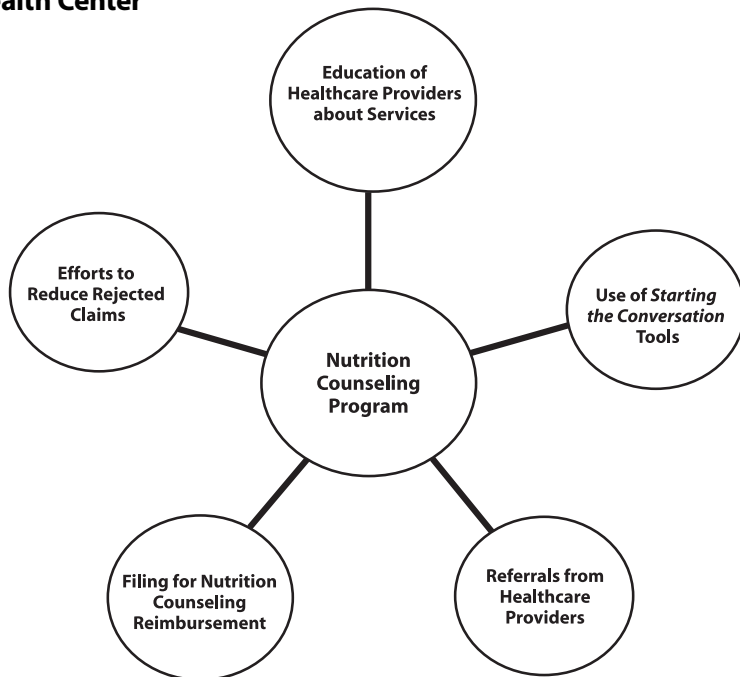 alth Center
Education of
Healthcare Providers
about Services
Efforts to
Reduce Rejected
Claims
Use of Starting
the Conversation
Tools
Nutrition
Counseling
Program
Filing for Nutrition
Counseling
Reimbursement
Referrals from
Healthcare
Providers